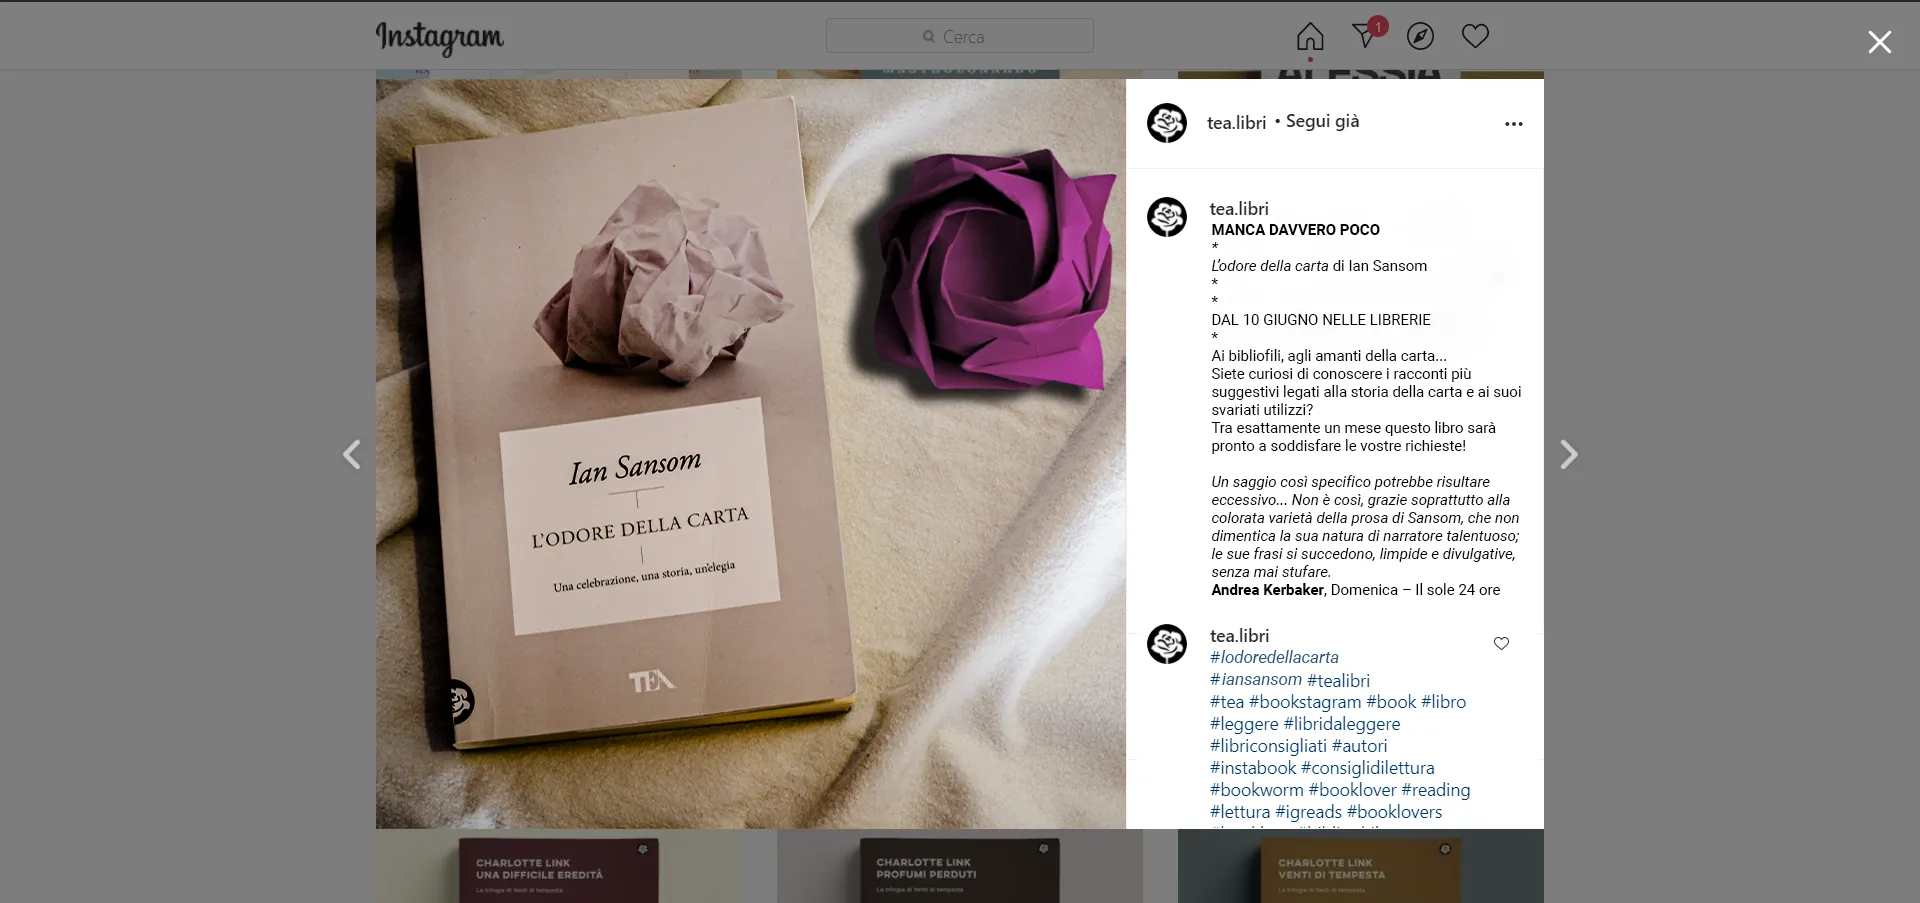 Instagram
Cerca
1
MASTROLONARDO
ALESSIA
Ian Sansom
L'ODORE DELLA CARTA
Una celebrazione, una storia, un'elegia
TEA
tea.libri • Segui già
tea.libri
MANCA DAVVERO POCO
*
L'odore della carta di Ian Sansom
*
*
DAL 10 GIUGNO NELLE LIBRERIE
*
Ai bibliofili, agli amanti della carta...
Siete curiosi di conoscere i racconti più
suggestivi legati alla storia della carta e ai suoi
svariati utilizzi?
Tra esattamente un mese questo libro sarà
pronto a soddisfare le vostre richieste!
Un saggio così specifico potrebbe risultare
eccessivo... Non è così, grazie soprattutto alla
colorata varietà della prosa di Sansom, che non
dimentica la sua natura di narratore talentuoso;
le sue frasi si succedono, limpide e divulgative,
senza mai stufare.
Andrea Kerbaker, Domenica – Il sole 24 ore
tea.libri
#lodoredellacarta
#iansansom #tealibri
#tea #bookstagram #book #libro
#leggere #libridaleggere
#libriconsigliati #autori
#instabook #consiglidilettura
#bookworm #booklover #reading
#lettura #igreads #booklovers
CHARLOTTE LINK
UNA DIFFICILE EREDITÀ
La trilogia di Venti di tempesta
CHARLOTTE LINK
PROFUMI PERDUTI
La trilogia di Venti di tempesta
CHARLOTTE LINK
VENTI DI TEMPESTA
La trilogia di Venti di tempesta